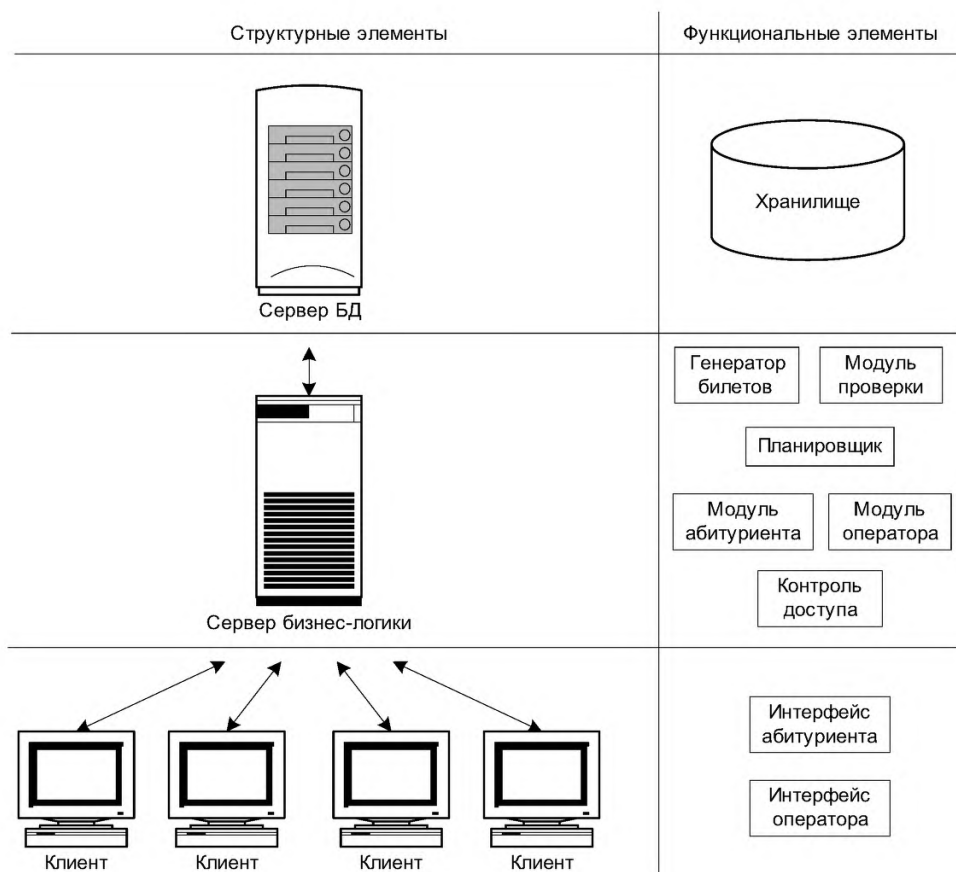 Структурные элементы
Функциональные элементы
Хранилище
Сервер БД
Генератор
билетов
Модуль
проверки
Планировщик
Модуль
абитуриента
Модуль
оператора
Контроль
доступа
Сервер бизнес-логики
Интерфейс
абитуриента
Интерфейс
оператора
Клиент
Клиент
Клиент
Клиент